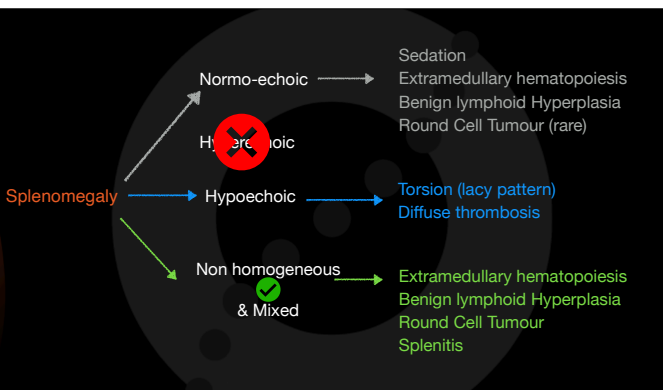 Splenomegaly
Normo-echoic
Sedation
Extramedullary hematopoiesis
Benign lymphoid Hyperplasia
Round Cell Tumour (rare)
Hyperechoic
Hypoechoic
Torsion (lacy pattern)
Diffuse thrombosis
Non homogeneous
& Mixed
Extramedullary hematopoiesis
Benign lymphoid Hyperplasia
Round Cell Tumour
Splenitis